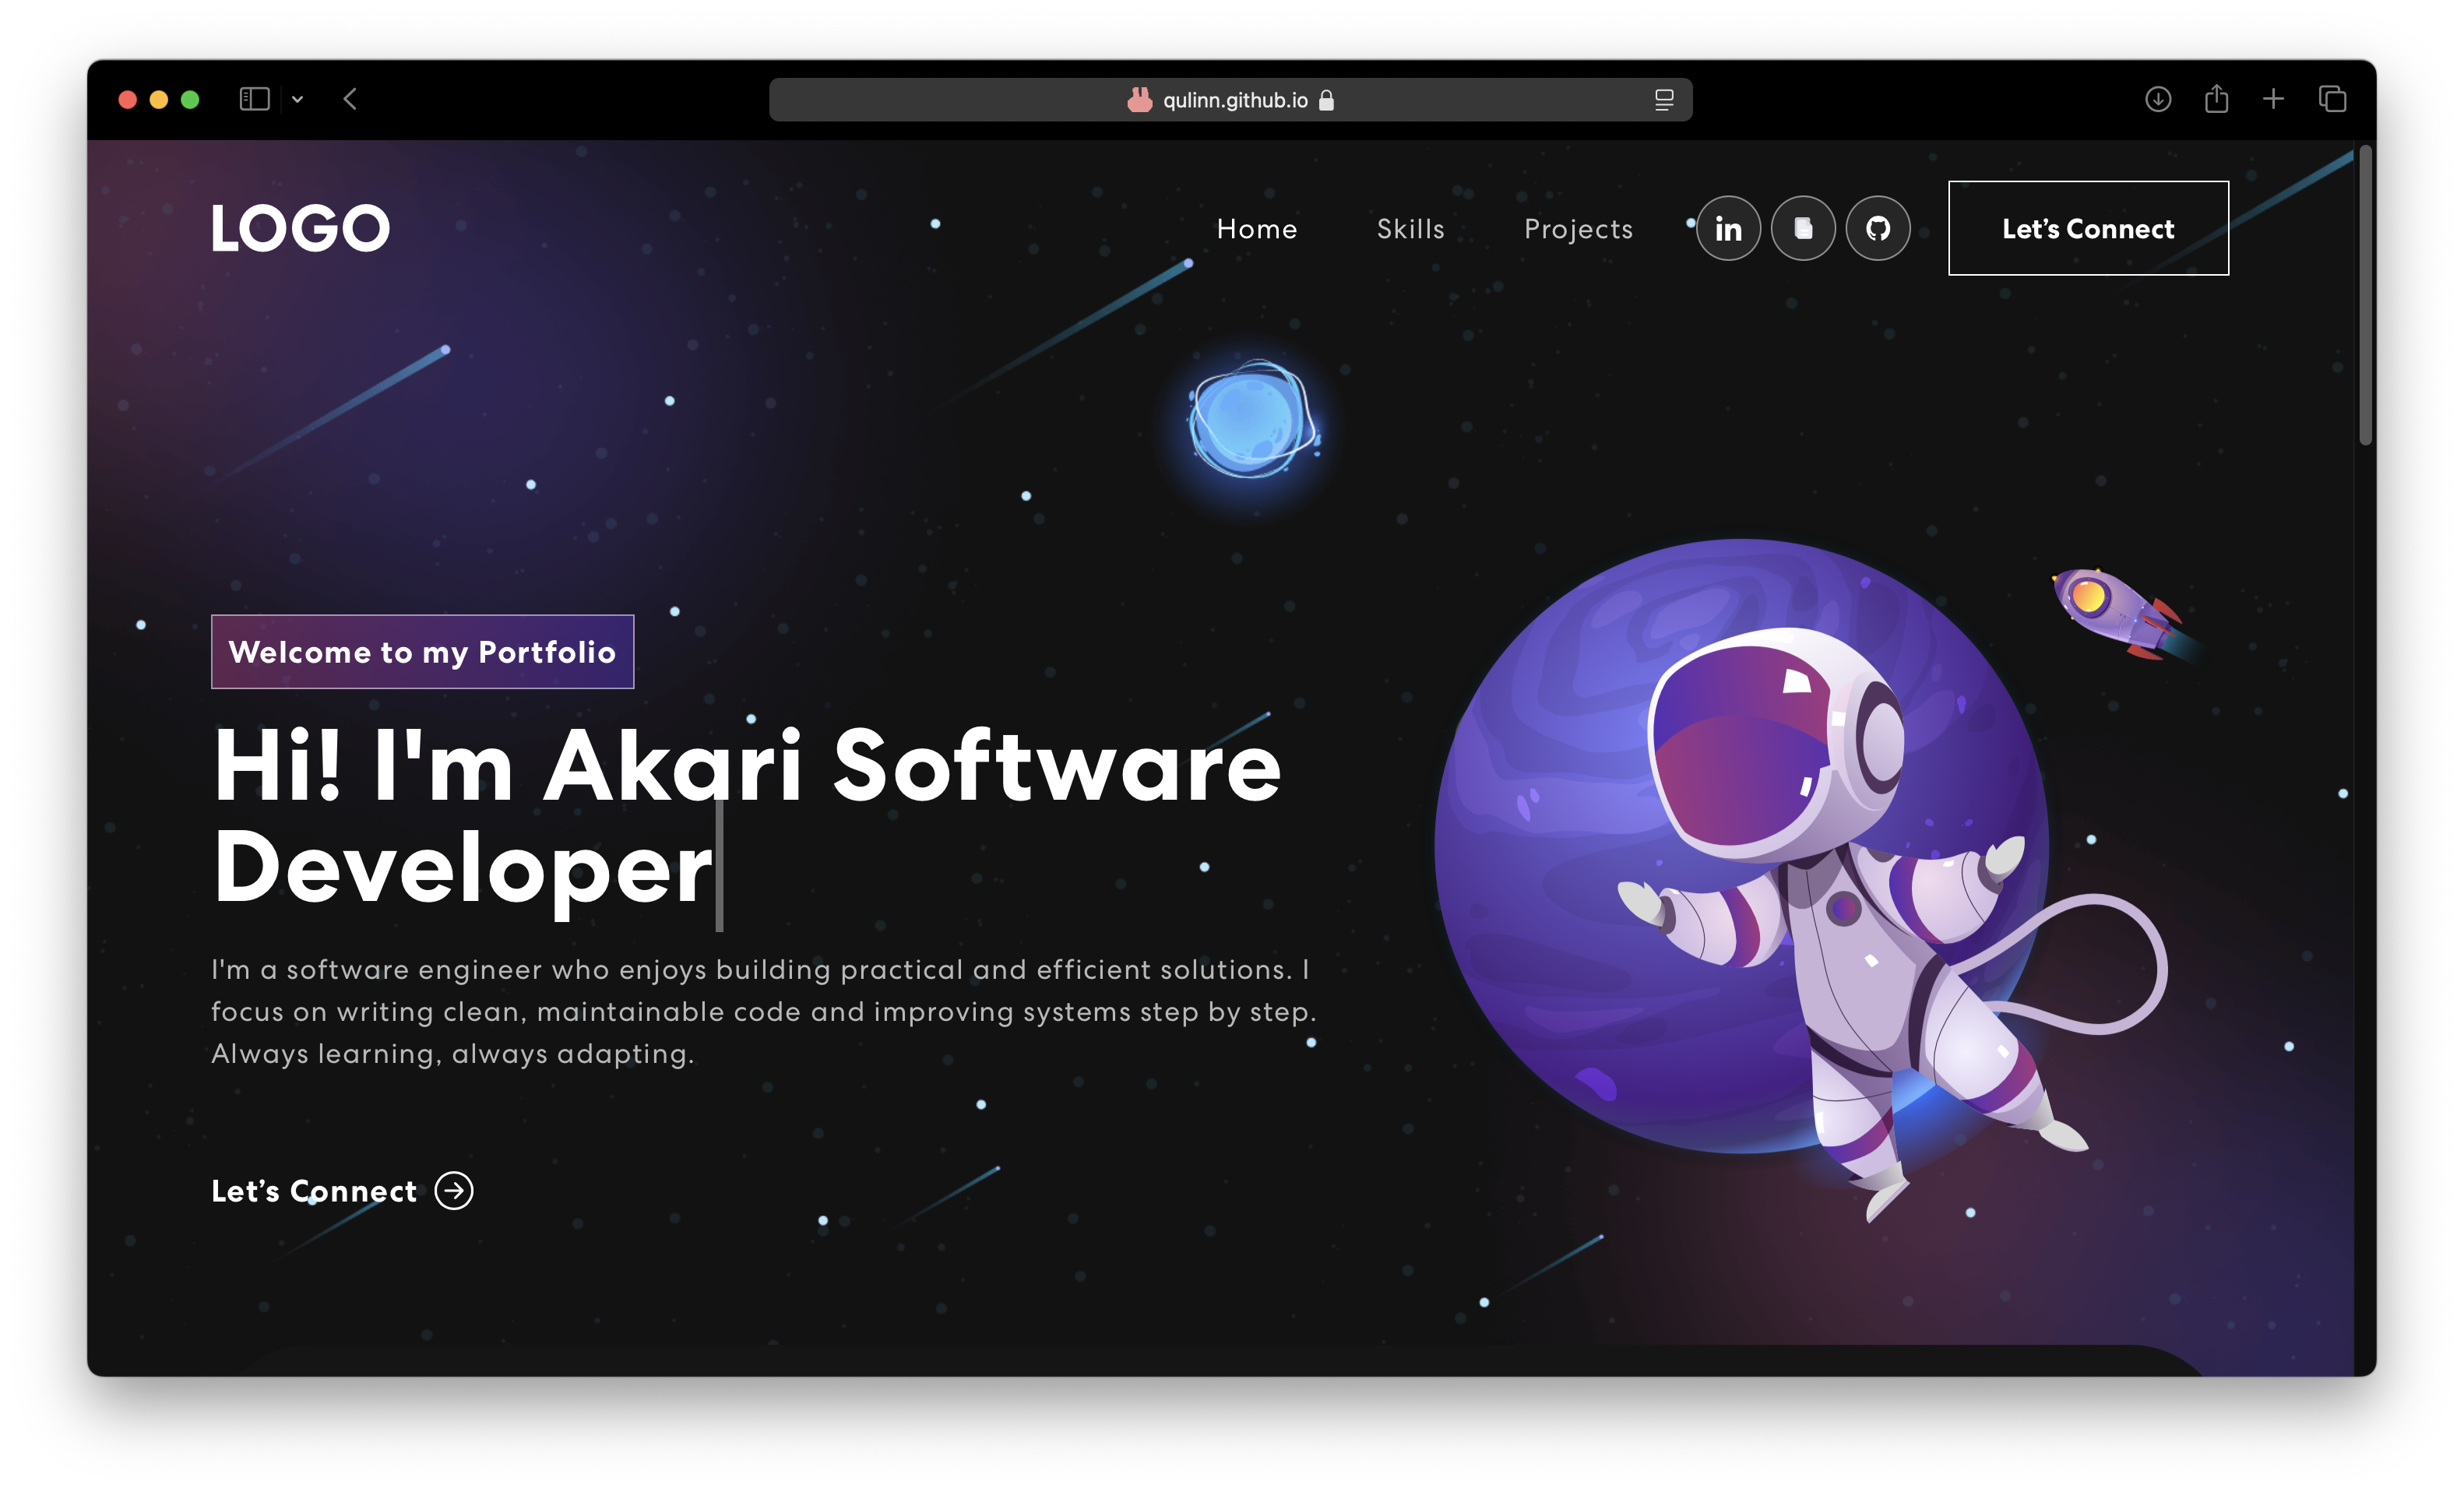 qulinn.github.io
LOGO
Home
Skills
Projects
in
Let’s Connect
Welcome to my Portfolio
Hi! I'm Akari Software
Developer
I'm a software engineer who enjoys building practical and efficient solutions. I
focus on writing clean, maintainable code and improving systems step by step.
Always learning, always adapting.
Let’s Connect